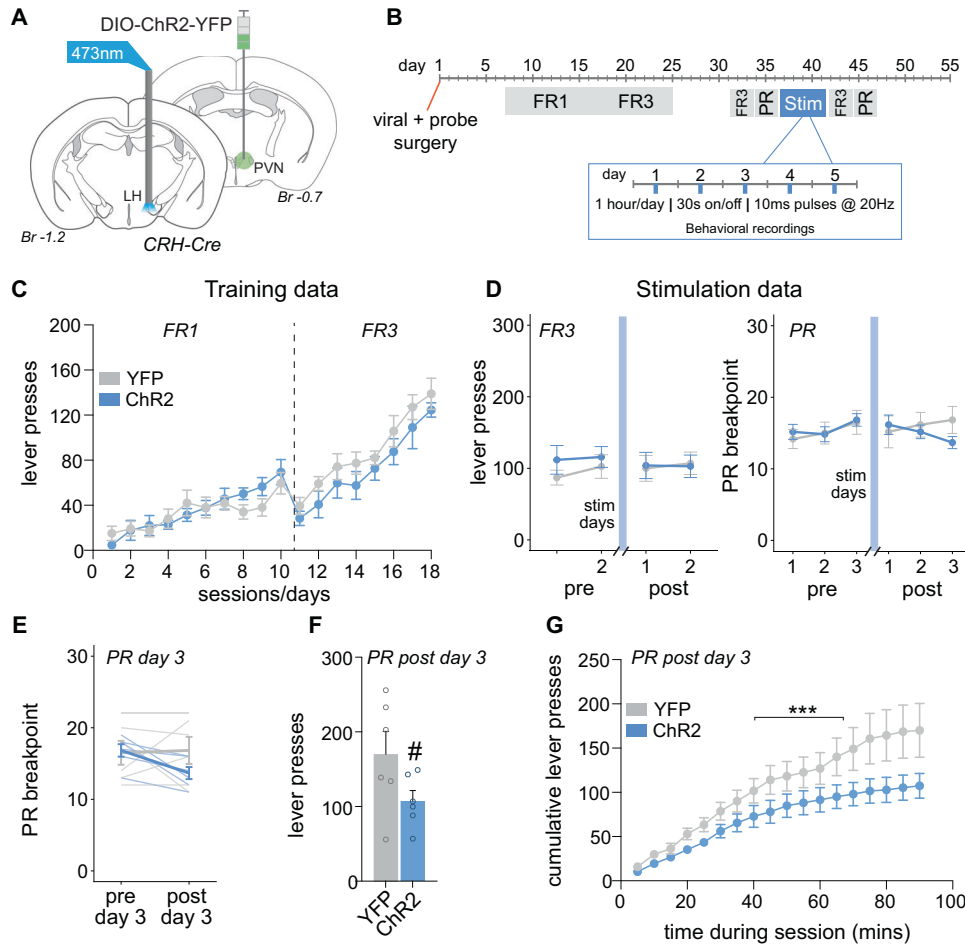 A
DIO-ChR2-YFP
473nm
PVN
LH
Br -0.7
Br -1.2
CRH-Cre
B
day 1 5 10 15 20 25 30 35 40 45 50 55
viral + probe
surgery
FR1 FR3
FR3 PR Stim FR3 PR
day 1 2 3 4 5
1 hour/day | 30s on/off | 10ms pulses @ 20Hz
Behavioral recordings
C
Training data
FR1 FR3
YFP
ChR2
lever presses
200
160
120
80
40
0
0 2 4 6 8 10 12 14 16 18
sessions/days
D
Stimulation data
FR3
lever presses
300
200
100
0
stim
days
2 1 2
pre post
PR
PR breakpoint
30
20
10
0
stim
days
1 2 3 1 2 3
pre post
E
PR day 3
PR breakpoint
30
20
10
0
pre
day 3
post
day 3
F
PR post day 3
lever presses
300
200
100
0
#
YFP
ChR2
G
PR post day 3
YFP
ChR2
***
cumulative lever presses
250
200
150
100
50
0
0 20 40 60 80 100
time during session (mins)